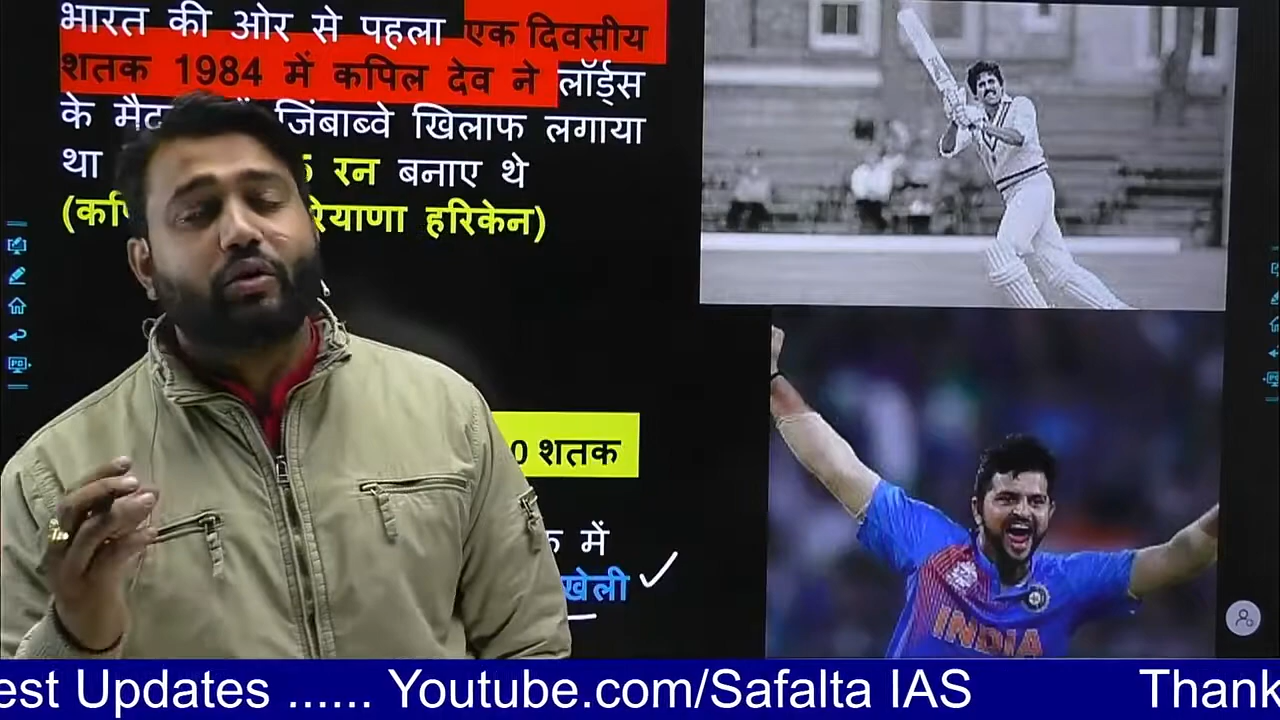 भारत की ओर से पहला एक दिवसीय
शतक 1984 में कपिल देव ने लॉर्ड्स
के जिंबाब्वे खिलाफ लगाया
था रन बनाए थे
हरिकेन)
0 शतक
में
खेली
INDIA
est Updates ...... Youtube.com/Safalta IAS Thank